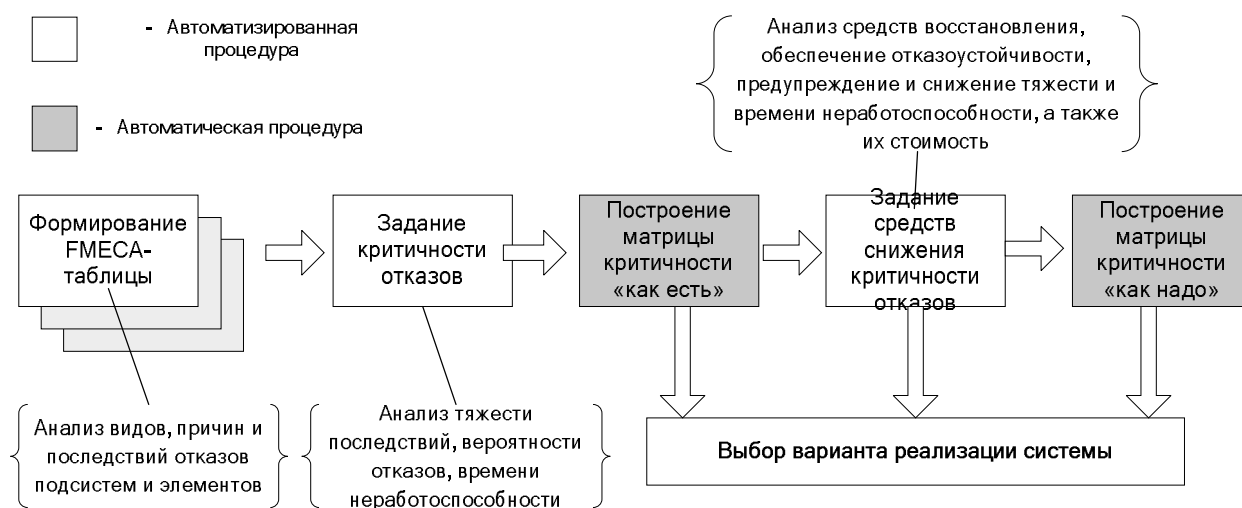 - Автоматизированная
процедура
- Автоматическая процедура
Анализ средств восстановления,
обеспечение отказоустойчивости,
предупреждение и снижение тяжести и
времени неработоспособности, а также
их стоимость
Формирование
FMECA-
таблицы
Задание
критичности
отказов
Построение
матрицы
критичности
«как есть»
Задание
средств
снижения
критичности
отказов
Построение
матрицы
критичности
«как надо»
Анализ видов, причин и
последствий отказов
подсистем и элементов
Анализ тяжести
последствий, вероятности
отказов, времени
неработоспособности
Выбор варианта реализации системы